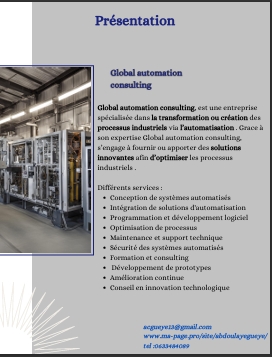 Présentation
Global automation
consulting
Global automation consulting, est une entreprise
spécialisée dans la transformation ou création des
processus industriels via l'automatisation . Grace à
son expertise Global automation consulting,
s'engage à fournir ou apporter des solutions
innovantes afin d'optimiser les processus
industriels .
Différents services :
• Conception de systèmes automatisés
• Intégration de solutions d'automatisation
• Programmation et développement logiciel
• Optimisation de processus
• Maintenance et support technique
• Sécurité des systèmes automatisés
• Formation et consulting
• Développement de prototypes
• Amélioration continue
• Conseil en innovation technologique
acgueye13@gmail.com
www.ma-page.pro/site/abdoulayegueye/
tel :0633484089